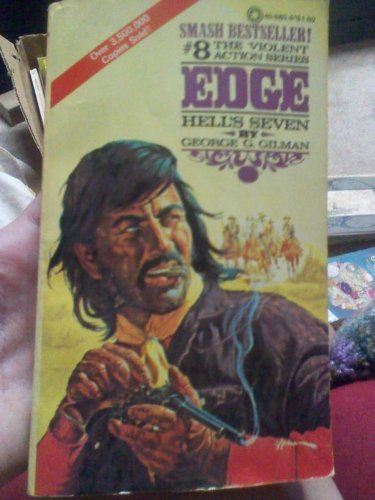 Over 3,500,000
Copies Sold!
SMASH BESTSELLER!
#8 THE VIOLENT
ACTION SERIES
EDGE
HELL'S SEVEN
BY
GEORGE G. GILMAN